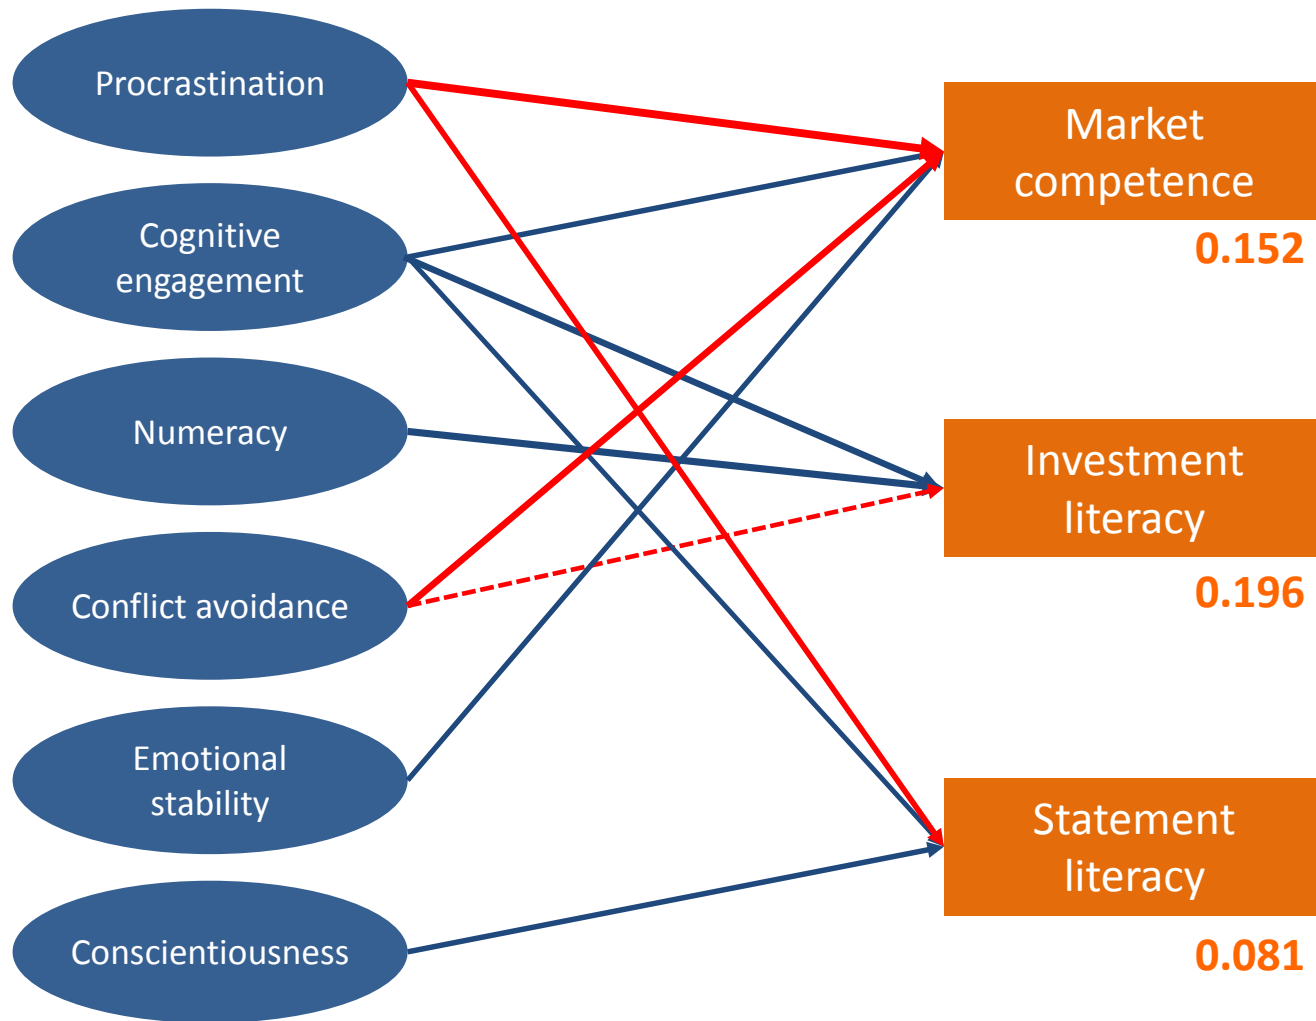 Procrastination
Cognitive
engagement
Numeracy
Conflict avoidance
Emotional
stability
Conscientiousness
Market
competence
0.152
Investment
literacy
0.196
Statement
literacy
0.081